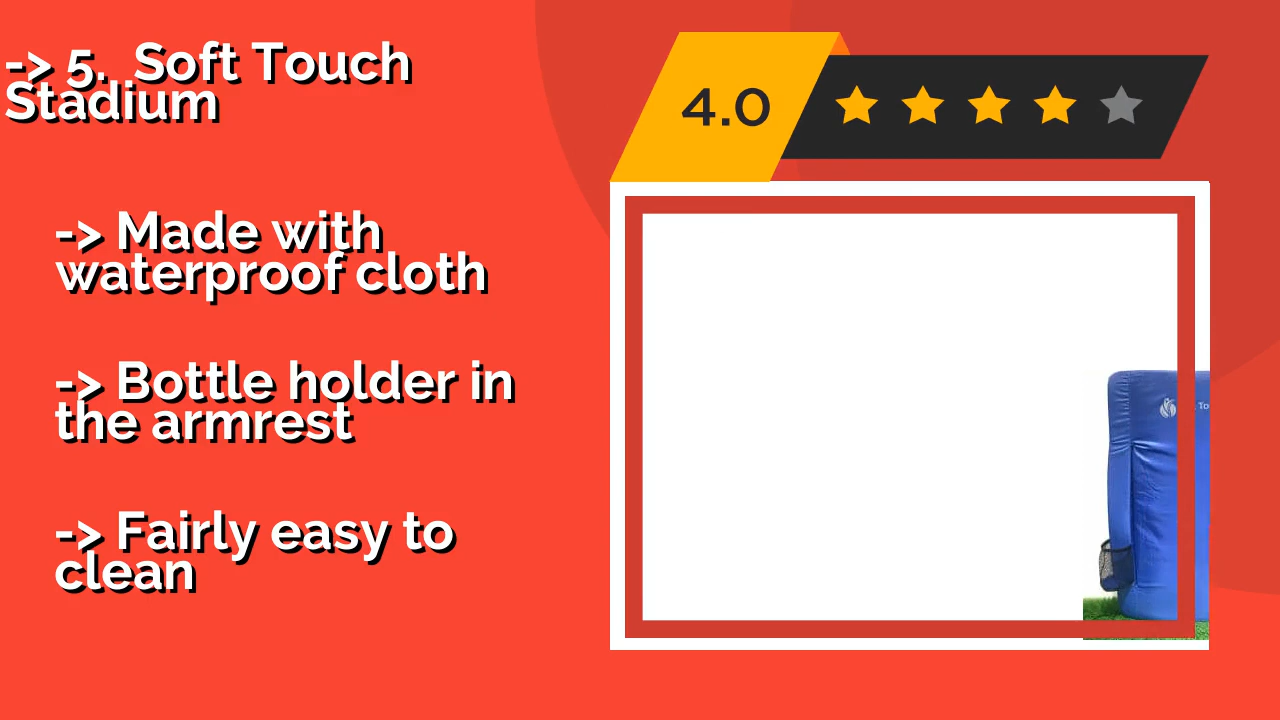 -> 5.  Soft Touch
Stadium
4.0
-> Made with
waterproof cloth
-> Bottle holder in
the armrest
-> Fairly easy to
clean